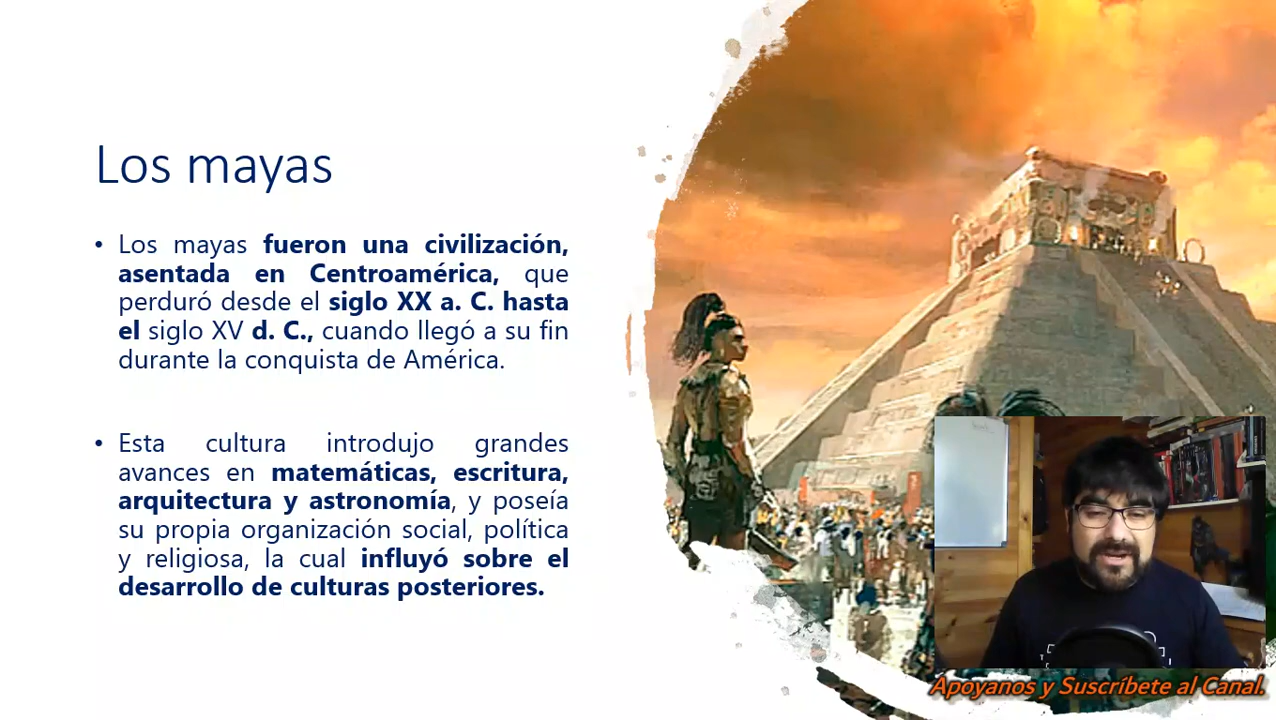 Los mayas
• Los mayas fueron una civilización,
asentada en Centroamérica, que
perduró desde el siglo XX a. C. hasta
el siglo XV d. C., cuando llegó a su fin
durante la conquista de América.
• Esta cultura introdujo grandes
avances en matemáticas, escritura,
arquitectura y astronomía, y poseía
su propia organización social, política
y religiosa, la cual influyó sobre el
desarrollo de culturas posteriores.
Apoyanos y Suscríbete al Canal.